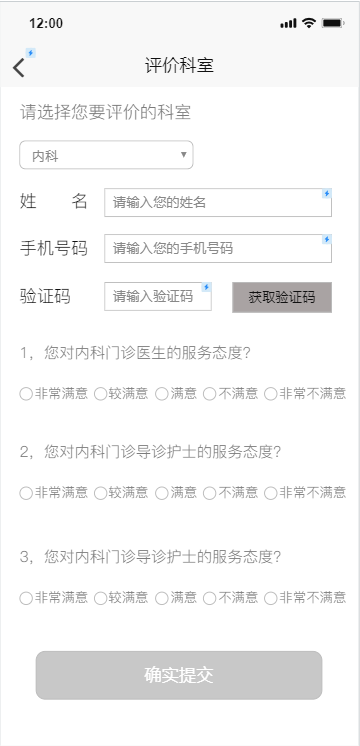 12:00
评价科室
请选择您要评价的科室
内科
姓 名 请输入您的姓名
手机号码 请输入您的手机号码
验证码 请输入验证码 获取验证码
1，您对内科门诊医生的服务态度？
非常满意 较满意 满意 不满意 非常不满意
2，您对内科门诊导诊护士的服务态度？
非常满意 较满意 满意 不满意 非常不满意
3，您对内科门诊导诊护士的服务态度？
非常满意 较满意 满意 不满意 非常不满意
确实提交